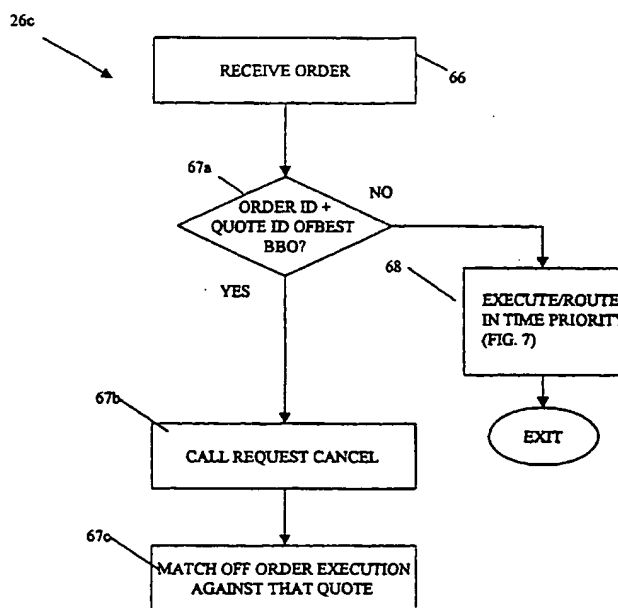 26c
RECEIVE ORDER
66
67a
ORDER ID +
QUOTE ID OFBEST
BBO?
NO
YES
68
EXECUTE/ROUTE
IN TIME PRIORITY
(FIG. 7)
EXIT
67b
CALL REQUEST CANCEL
67c
MATCH OFF ORDER EXECUTION
AGAINST THAT QUOTE